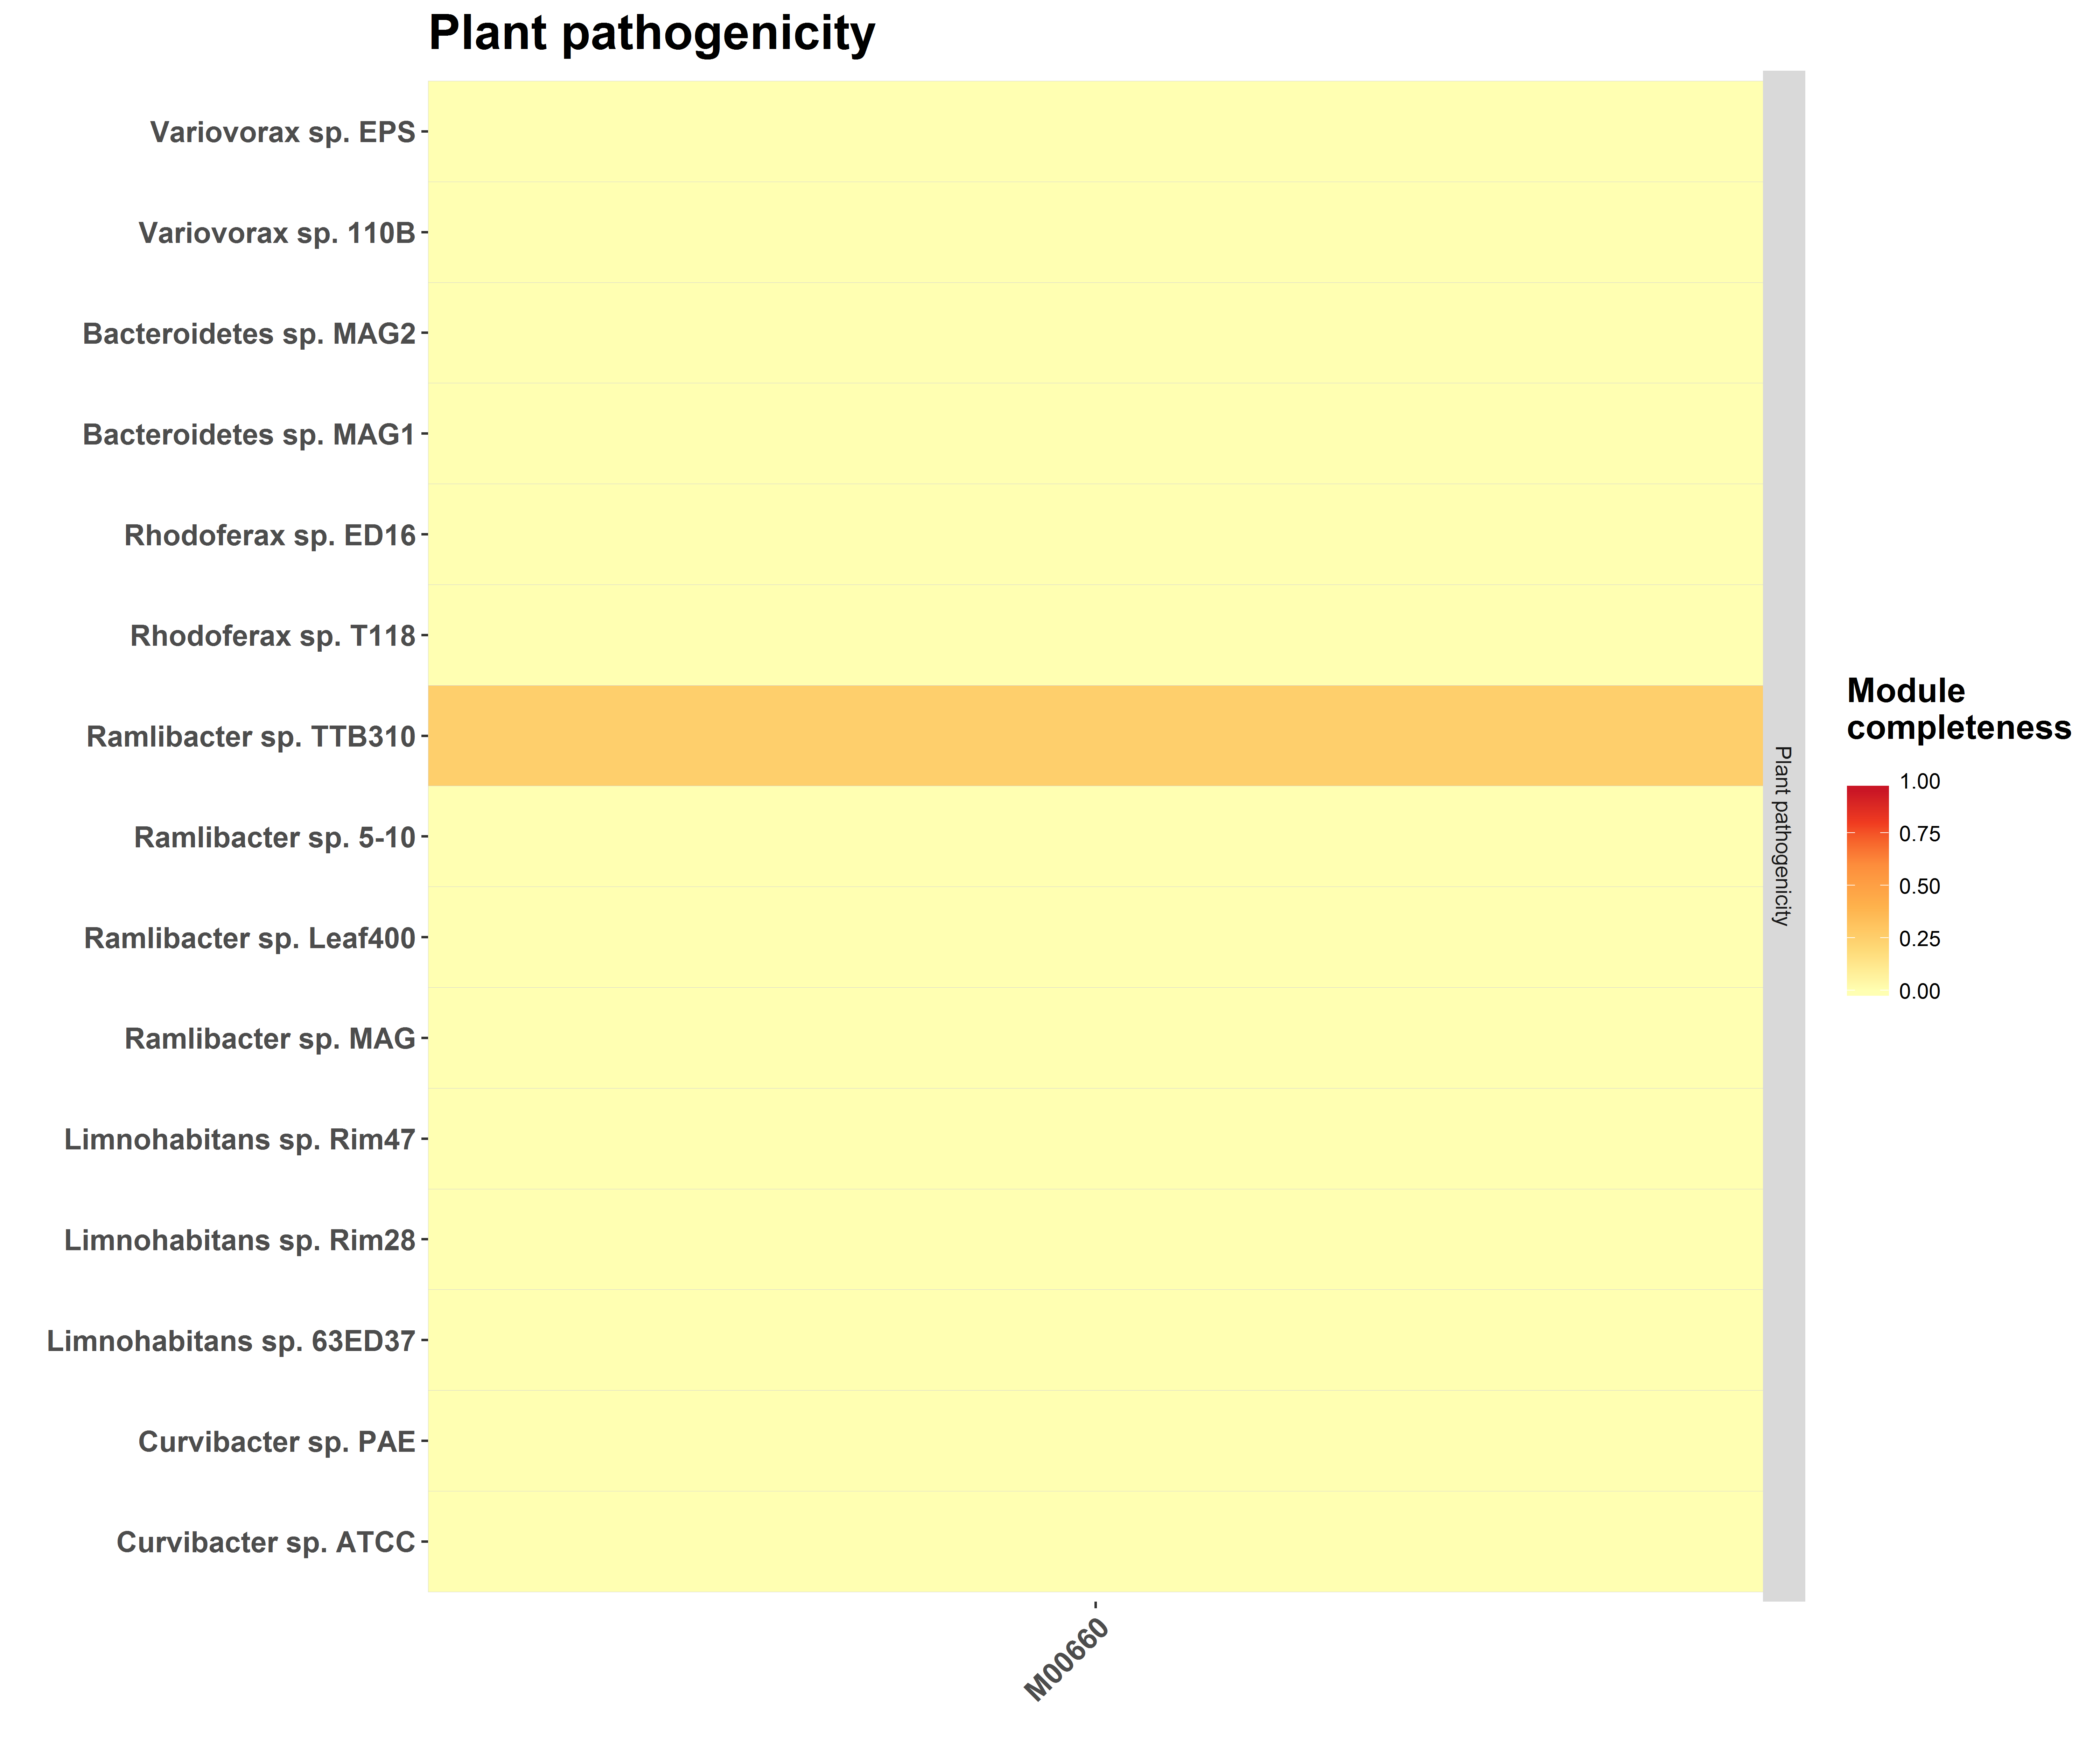 Plant pathogenicity
Variovorax sp. EPS
Variovorax sp. 110B
Bacteroidetes sp. MAG2
Bacteroidetes sp. MAG1
Rhodoferax sp. ED16
Rhodoferax sp. T118
Ramlibacter sp. TTB310
Ramlibacter sp. 5-10
Ramlibacter sp. Leaf400
Ramlibacter sp. MAG
Limnohabitans sp. Rim47
Limnohabitans sp. Rim28
Limnohabitans sp. 63ED37
Curvibacter sp. PAE
Curvibacter sp. ATCC
M00660
Plant pathogenicity
Module
completeness
1.00
0.75
0.50
0.25
0.00